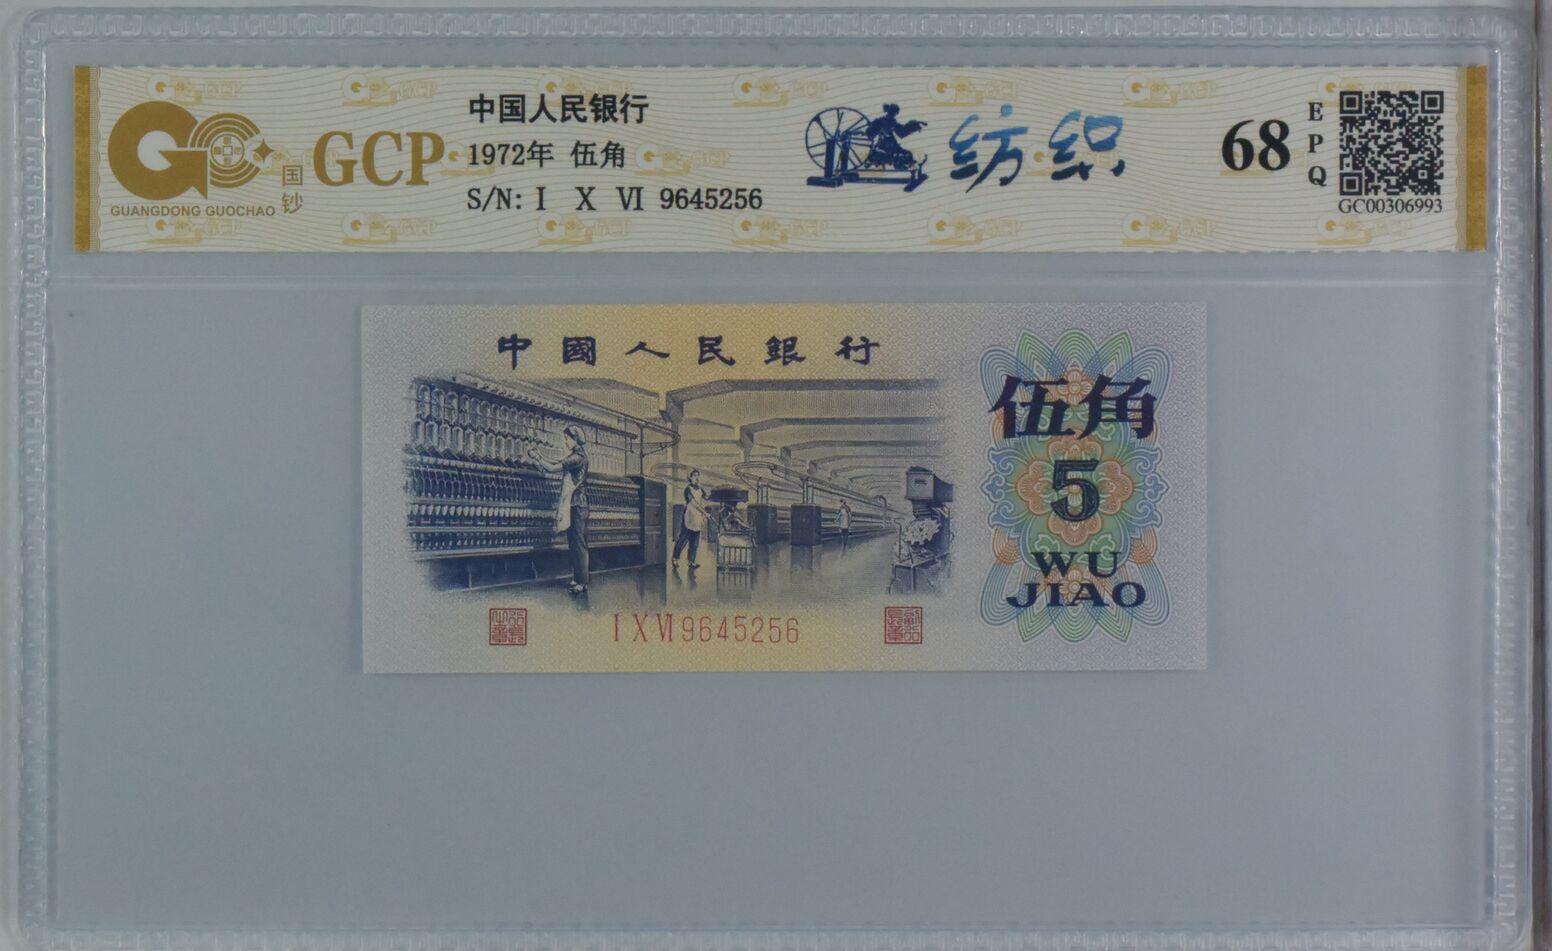 GUANGDONG GUOCHAO
国钞
GCP
中国人民银行
1972年 伍角
S/N: I X VI 9645256
纺织
68
EPQ
GC00306993
中國人民銀行
伍角
5
WU
JIAO
I X VI 9645256